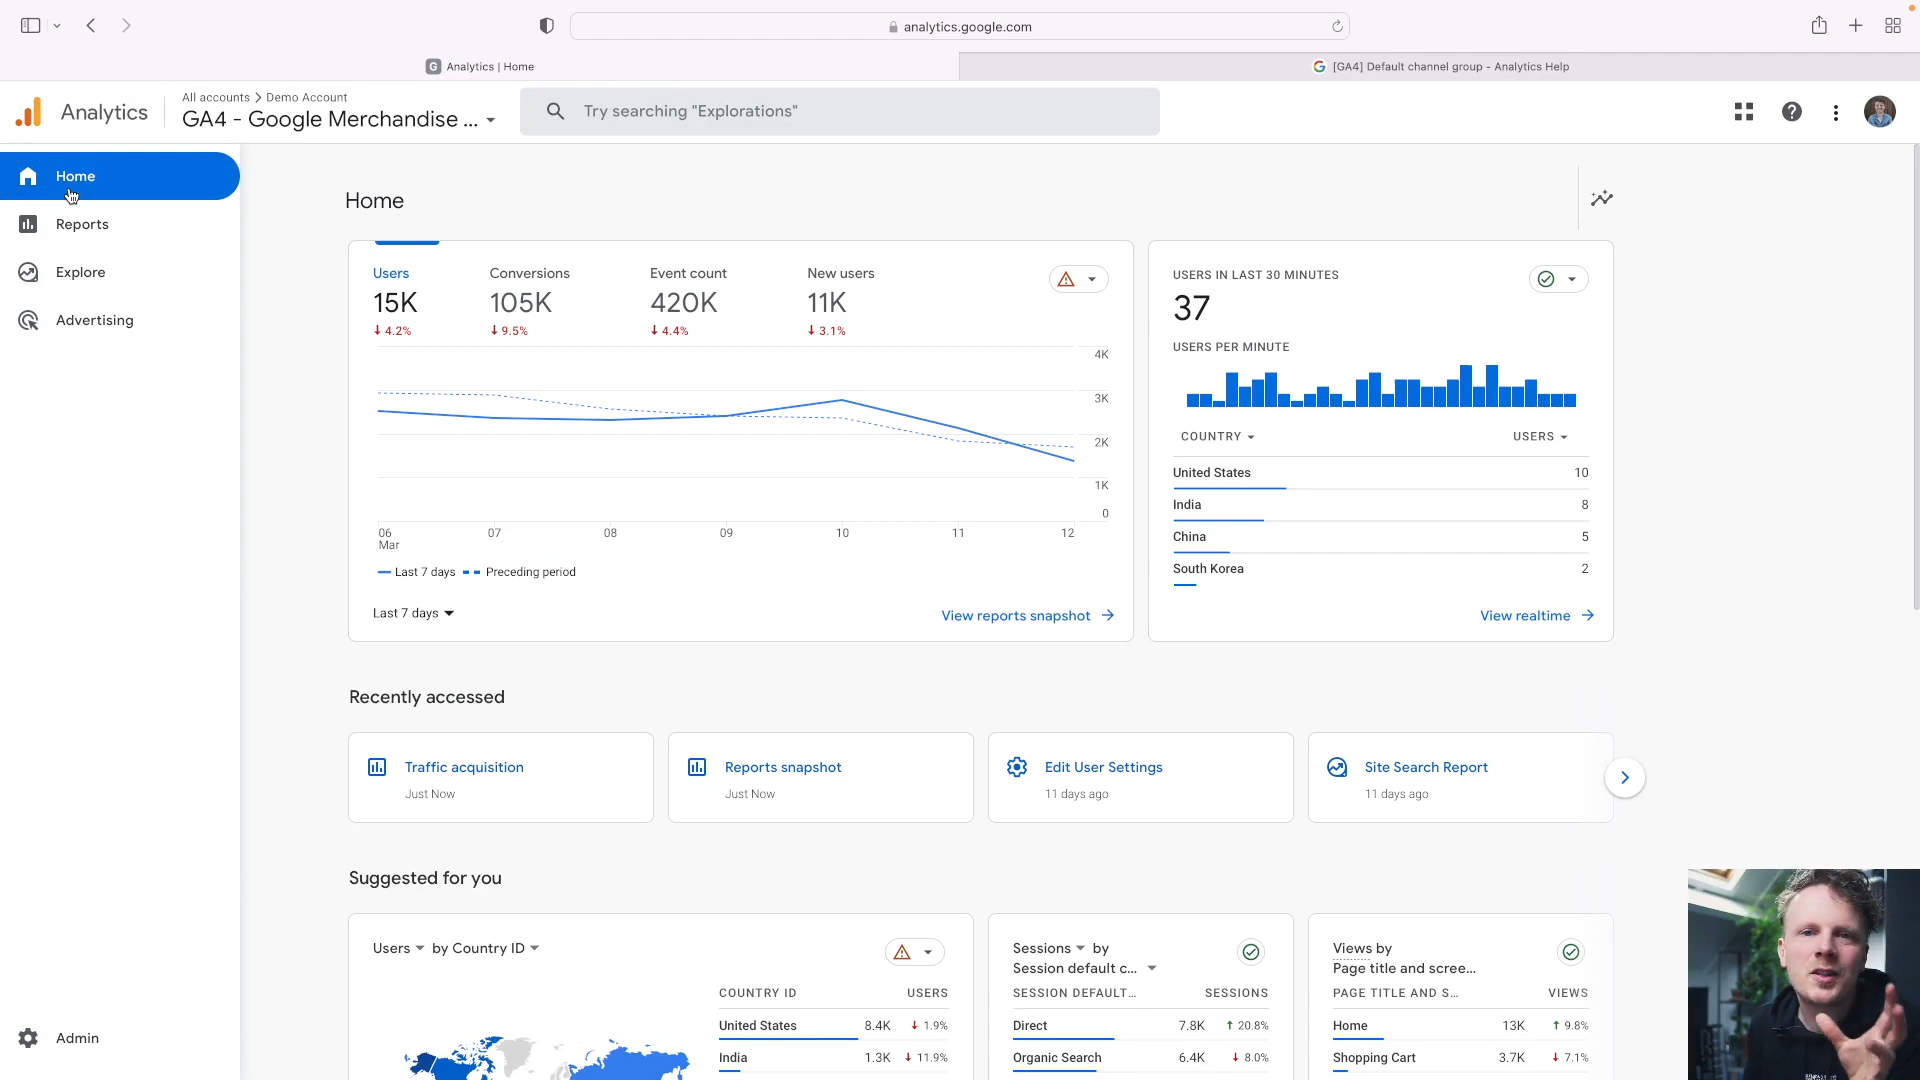 analytics.google.com
G Analytics | Home
[GA4] Default channel group - Analytics Help
Analytics
All accounts > Demo Account
GA4 - Google Merchandise ...
Try searching "Explorations"
Home
Reports
Explore
Advertising
Admin
Home
Users
15K
↓ 4.2%
Conversions
105K
↓ 9.5%
Event count
420K
↓ 4.4%
New users
11K
↓ 3.1%
4K
3K
2K
1K
0
06
Mar
07
08
09
10
11
12
Last 7 days
Preceding period
Last 7 days
View reports snapshot →
USERS IN LAST 30 MINUTES
37
USERS PER MINUTE
COUNTRY USERS
United States 10
India 8
China 5
South Korea 2
View realtime →
Recently accessed
Traffic acquisition
Just Now
Reports snapshot
Just Now
Edit User Settings
11 days ago
Site Search Report
11 days ago
Suggested for you
Users by Country ID
COUNTRY ID USERS
United States 8.4K ↓ 1.9%
India 1.3K ↓ 11.9%
Sessions by
Session default c...
SESSION DEFAULT... SESSIONS
Direct 7.8K ↑ 20.8%
Organic Search 6.4K ↓ 8.0%
Views by
Page title and scree...
PAGE TITLE AND S... VIEWS
Home 13K ↑ 9.8%
Shopping Cart 3.7K ↓ 7.1%